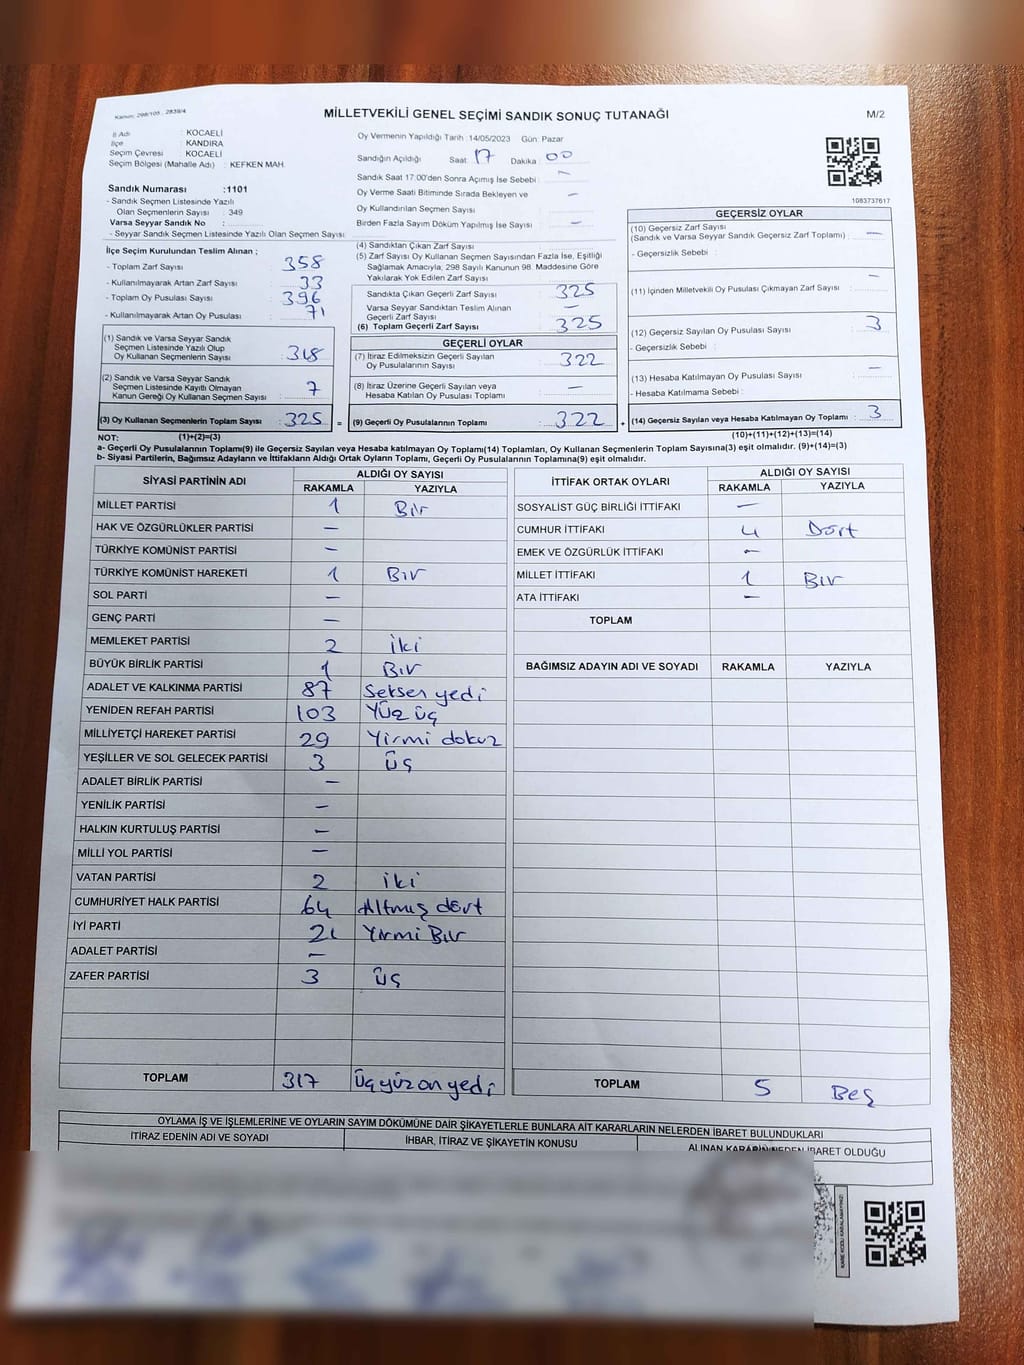 Kanun: 298/105, 2839/4
MİLLETVEKİLİ GENEL SEÇİMİ SANDIK SONUÇ TUTANAĞI
M/2
İl Adı : KOCAELİ
İlçe : KANDIRA
Seçim Çevresi : KOCAELİ
Seçim Bölgesi (Mahalle Adı) : KEFKEN MAH.
Sandık Numarası :1101
- Sandık Seçmen Listesinde Yazılı
Olan Seçmenlerin Sayısı : 349
Varsa Seyyar Sandık No :
- Seyyar Sandık Seçmen Listesinde Yazılı Olan Seçmen Sayısı:
Oy Vermenin Yapıldığı Tarih :14/05/2023 Gün: Pazar
Sandığın Açıldığı Saat: 17 Dakika : 00
Sandık Saat 17:00'den Sonra Açımış İse Sebebi : —
Oy Verme Saati Bitiminde Sırada Bekleyen ve
Oy Kullandırılan Seçmen Sayısı : —
Birden Fazla Sayım Döküm Yapılmış İse Sayısı : —
1083737617
İlçe Seçim Kurulundan Teslim Alınan ;
- Toplam Zarf Sayısı : 358
- Kullanılmayarak Artan Zarf Sayısı : 33
- Toplam Oy Pusulası Sayısı : 396
- Kullanılmayarak Artan Oy Pusulası : 71
(1) Sandık ve Varsa Seyyar Sandık
Seçmen Listesinde Yazılı Olup
Oy Kullanan Seçmenlerin Sayısı : 318
(2) Sandık ve Varsa Seyyar Sandık
Seçmen Listesinde Kayıtlı Olmayan
Kanun Gereği Oy Kullanan Seçmen Sayısı : 7
(3) Oy Kullanan Seçmenlerin Toplam Sayısı : 325 =
(4) Sandıktan Çıkan Zarf Sayısı :
(5) Zarf Sayısı Oy Kullanan Seçmen Sayısından Fazla İse, Eşitliği
Sağlamak Amacıyla; 298 Sayılı Kanunun 98. Maddesine Göre
Yakılarak Yok Edilen Zarf Sayısı :
Sandıkta Çıkan Geçerli Zarf Sayısı : 325
Varsa Seyyar Sandıktan Teslim Alınan
Geçerli Zarf Sayısı : —
(6) Toplam Geçerli Zarf Sayısı : 325
GEÇERLİ OYLAR
(7) İtiraz Edilmeksizin Geçerli Sayılan
Oy Pusulalarının Sayısı : 322
(8) İtiraz Üzerine Geçerli Sayılan veya
Hesaba Katılan Oy Pusulası Toplamı : —
(9) Geçerli Oy Pusulalarının Toplamı : 322 +
GEÇERSİZ OYLAR
(10) Geçersiz Zarf Sayısı
(Sandık ve Varsa Seyyar Sandık Geçersiz Zarf Toplamı) : —
- Geçersizlik Sebebi :
(11) İçinden Milletvekili Oy Pusulası Çıkmayan Zarf Sayısı : —
(12) Geçersiz Sayılan Oy Pusulası Sayısı : 3
- Geçersizlik Sebebi :
(13) Hesaba Katılmayan Oy Pusulası Sayısı : —
- Hesaba Katılmama Sebebi :
(14) Geçersiz Sayılan veya Hesaba Katılmayan Oy Toplamı : 3
NOT: (1)+(2)=(3) (10)+(11)+(12)+(13)=(14)
a- Geçerli Oy Pusulalarının Toplamı(9) ile Geçersiz Sayılan veya Hesaba katılmayan Oy Toplamı(14) Toplamları, Oy Kullanan Seçmenlerin Toplam Sayısına(3) eşit olmalıdır. (9)+(14)=(3)
b- Siyasi Partilerin, Bağımsız Adayların ve İttifakların Aldığı Ortak Oyların Toplamı, Geçerli Oy Pusulalarının Toplamına(9) eşit olmalıdır.
SİYASİ PARTİNİN ADI ALDIĞI OY SAYISI
RAKAMLA YAZIYLA
MİLLET PARTİSİ 1 Bir
HAK VE ÖZGÜRLÜKLER PARTİSİ —
TÜRKİYE KOMÜNİST PARTİSİ —
TÜRKİYE KOMÜNİST HAREKETİ 1 Bir
SOL PARTİ —
GENÇ PARTİ —
MEMLEKET PARTİSİ 2 İki
BÜYÜK BİRLİK PARTİSİ 1 Bir
ADALET VE KALKINMA PARTİSİ 87 Seksen yedi
YENİDEN REFAH PARTİSİ 103 Yüz üç
MİLLİYETÇİ HAREKET PARTİSİ 29 Yirmi dokuz
YEŞİLLER VE SOL GELECEK PARTİSİ 3 Üç
ADALET BİRLİK PARTİSİ —
YENİLİK PARTİSİ —
HALKIN KURTULUŞ PARTİSİ —
MİLLİ YOL PARTİSİ —
VATAN PARTİSİ 2 iki
CUMHURİYET HALK PARTİSİ 64 Altmış dört
İYİ PARTİ 21 Yirmi Bir
ADALET PARTİSİ —
ZAFER PARTİSİ 3 Üç
TOPLAM 317 Üçyüz on yedi
İTTİFAK ORTAK OYLARI ALDIĞI OY SAYISI
RAKAMLA YAZIYLA
SOSYALİST GÜÇ BİRLİĞİ İTTİFAKI —
CUMHUR İTTİFAKI 4 Dört
EMEK VE ÖZGÜRLÜK İTTİFAKI —
MİLLET İTTİFAKI 1 Bir
ATA İTTİFAKI —
TOPLAM
BAĞIMSIZ ADAYIN ADI VE SOYADI RAKAMLA YAZIYLA
TOPLAM 5 Beş
OYLAMA İŞ VE İŞLEMLERİNE VE OYLARIN SAYIM DÖKÜMÜNE DAİR ŞİKAYETLERLE BUNLARA AİT KARARLARIN NELERDEN İBARET BULUNDUKLARI
İTİRAZ EDENİN ADI VE SOYADI İHBAR, İTİRAZ VE ŞİKAYETİN KONUSU ALINAN KARARIN NEDEN İBARET OLDUĞU